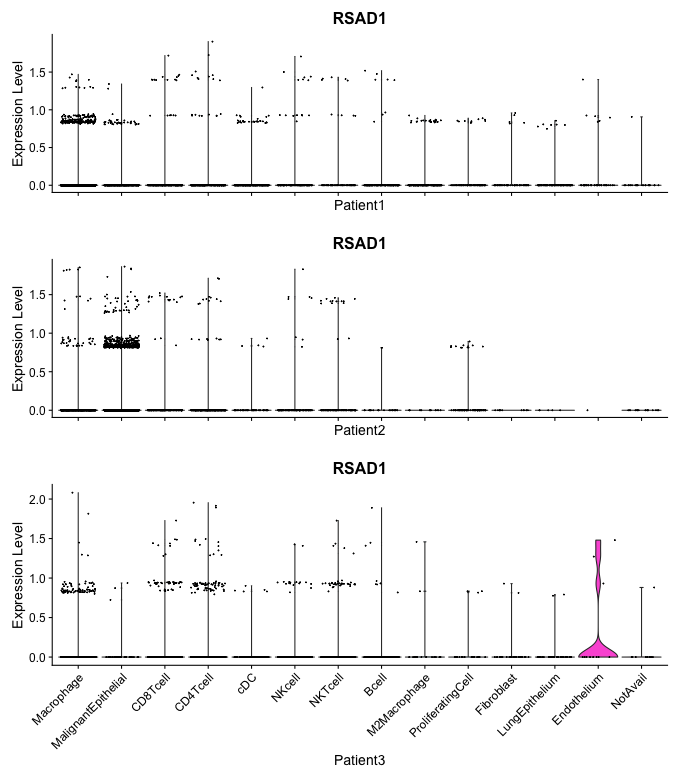 RSAD1
Expression Level
1.5
1.0
0.5
0.0
Patient1
RSAD1
Expression Level
1.5
1.0
0.5
0.0
Patient2
RSAD1
Expression Level
2.0
1.5
1.0
0.5
0.0
Macrophage
MalignantEpithelial
CD8Tcell
CD4Tcell
cDC
NKcell
NKTcell
Bcell
M2Macrophage
ProliferatingCell
Fibroblast
LungEpithelium
Endothelium
NotAvail
Patient3